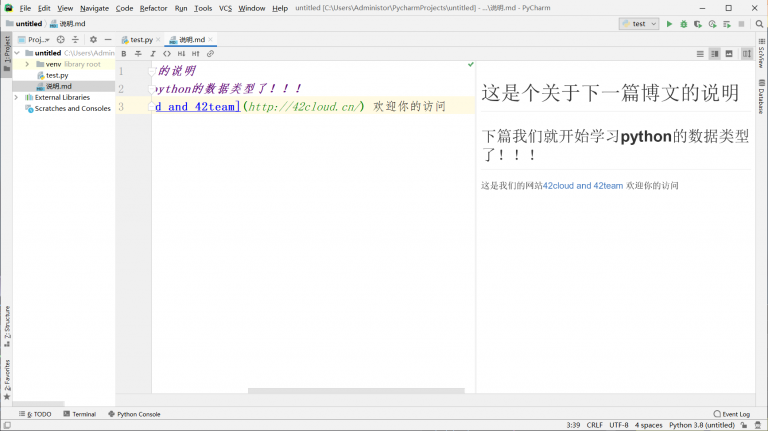 File Edit View Navigate Code Refactor Run Tools VCS Window Help untitled [C:\Users\Administor\PycharmProjects\untitled] - ...\说明.md - PyCharm
untitled 说明.md test
1: Project Proj... test.py 说明.md
untitled C:\Users\Admin
venv library root
test.py
说明.md
External Libraries
Scratches and Consoles
B I <> H↓ H↑
1 的说明
2 python的数据类型了！！！
3 d and 42team](http://42cloud.cn/) 欢迎你的访问
这是个关于下一篇博文的说明
下篇我们就开始学习python的数据类型
了！！！
这是我们的网站42cloud and 42team 欢迎你的访问
SciView
Database
Z: Structure
2: Favorites
6: TODO Terminal Python Console Event Log
3:39 CRLF UTF-8 4 spaces Python 3.8 (untitled)